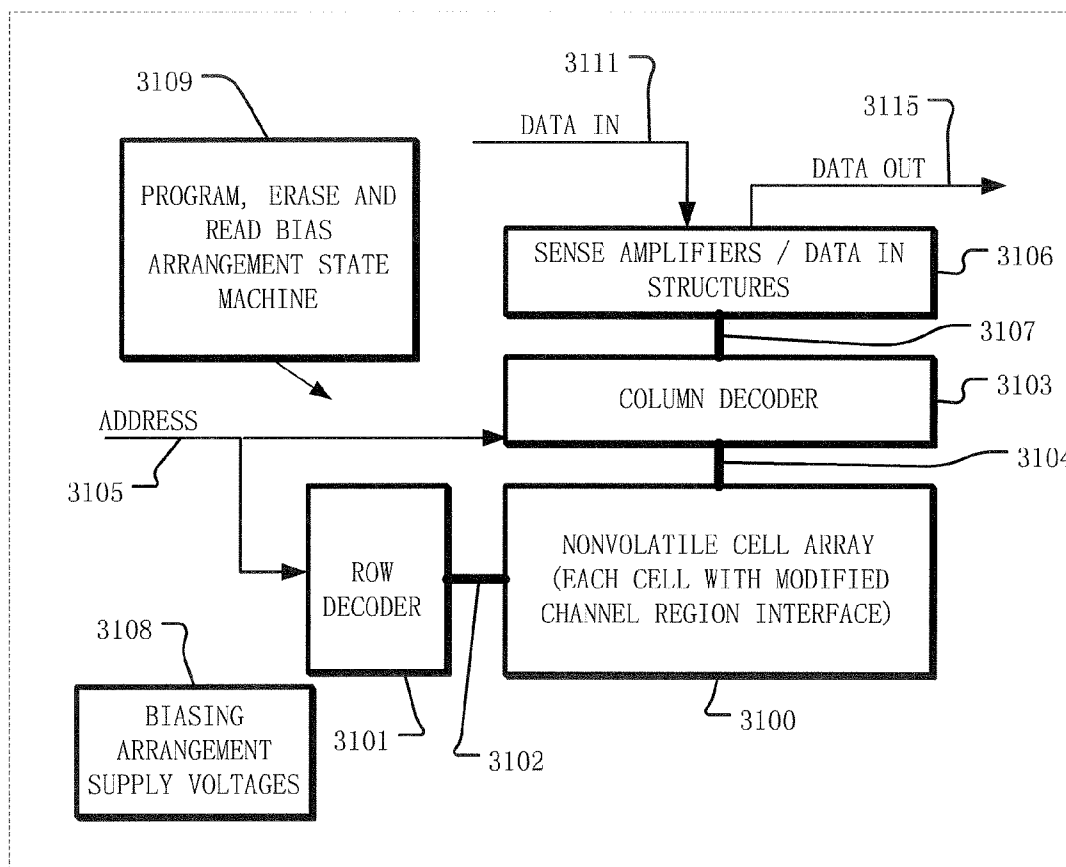 3111
3109
3115
DATA IN
DATA OUT
PROGRAM, ERASE AND
READ BIAS
ARRANGEMENT STATE
MACHINE
SENSE AMPLIFIERS / DATA IN
STRUCTURES
3106
3107
COLUMN DECODER
3103
ADDRESS
3104
3105
ROW
DECODER
NONVOLATILE CELL ARRAY
(EACH CELL WITH MODIFIED
CHANNEL REGION INTERFACE)
3108
BIASING
ARRANGEMENT
SUPPLY VOLTAGES
3101
3102
3100